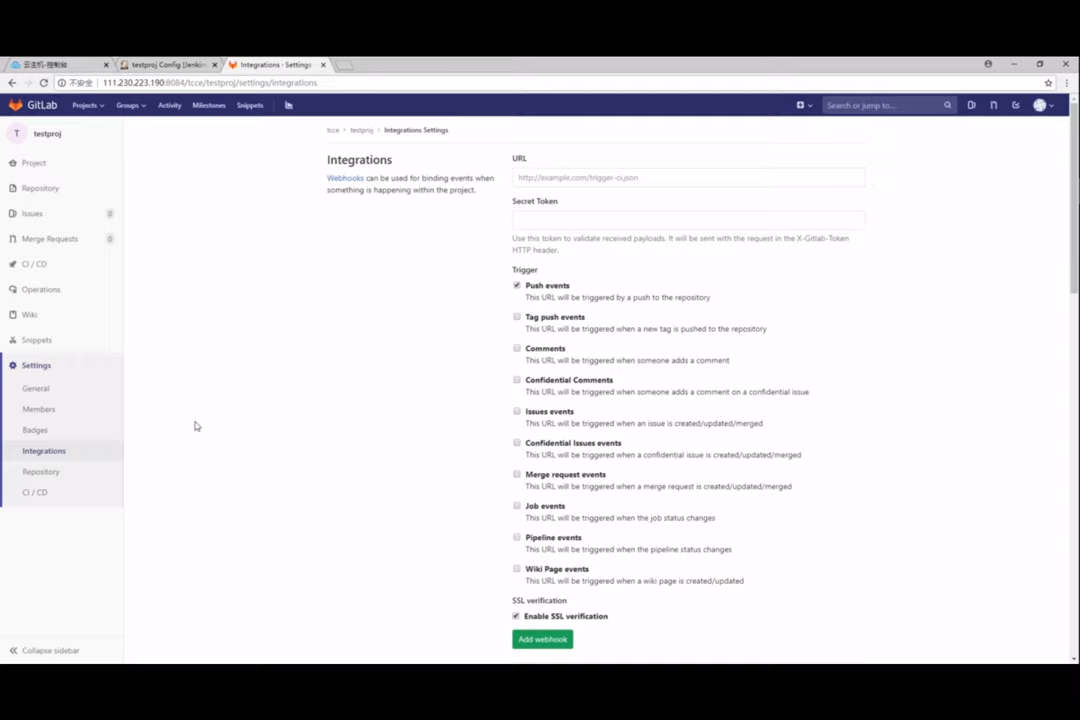 云主机-控制台
testproj Config [Jenkin
Integrations · Settings
不安全
111.230.223.190:8084/tcce/testproj/settings/integrations
GitLab
Projects
Groups
Activity
Milestones
Snippets
Search or jump to...
T
testproj
Project
Repository
Issues
0
Merge Requests
0
CI / CD
Operations
Wiki
Snippets
Settings
General
Members
Badges
Integrations
Repository
CI / CD
Collapse sidebar
tcce > testproj > Integrations Settings
Integrations
Webhooks can be used for binding events when
something is happening within the project.
URL
http://example.com/trigger-ci.json
Secret Token
Use this token to validate received payloads. It will be sent with the request in the X-Gitlab-Token
HTTP header.
Trigger
Push events
This URL will be triggered by a push to the repository
Tag push events
This URL will be triggered when a new tag is pushed to the repository
Comments
This URL will be triggered when someone adds a comment
Confidential Comments
This URL will be triggered when someone adds a comment on a confidential issue
Issues events
This URL will be triggered when an issue is created/updated/merged
Confidential Issues events
This URL will be triggered when a confidential issue is created/updated/merged
Merge request events
This URL will be triggered when a merge request is created/updated/merged
Job events
This URL will be triggered when the job status changes
Pipeline events
This URL will be triggered when the pipeline status changes
Wiki Page events
This URL will be triggered when a wiki page is created/updated
SSL verification
Enable SSL verification
Add webhook